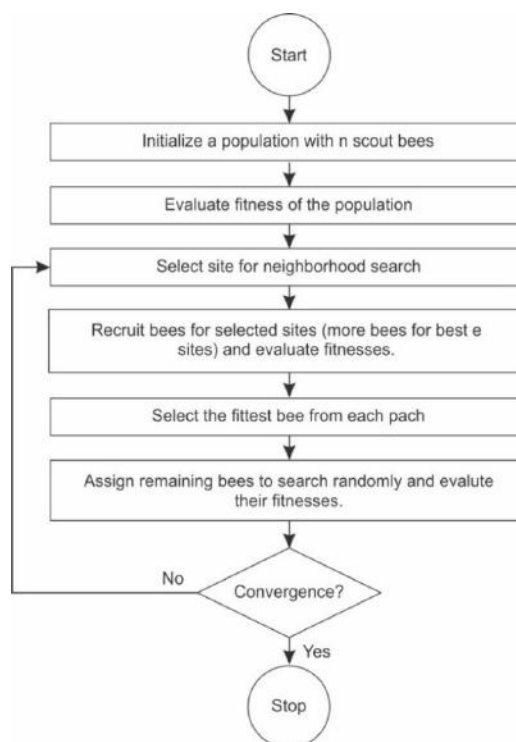 Start
Initialize a population with n scout bees
Evaluate fitness of the population
Select site for neighborhood search
Recruit bees for selected sites (more bees for best e
sites) and evaluate fitnesses.
Select the fittest bee from each pach
Assign remaining bees to search randomly and evalute
their fitnesses.
No
Convergence?
Yes
Stop